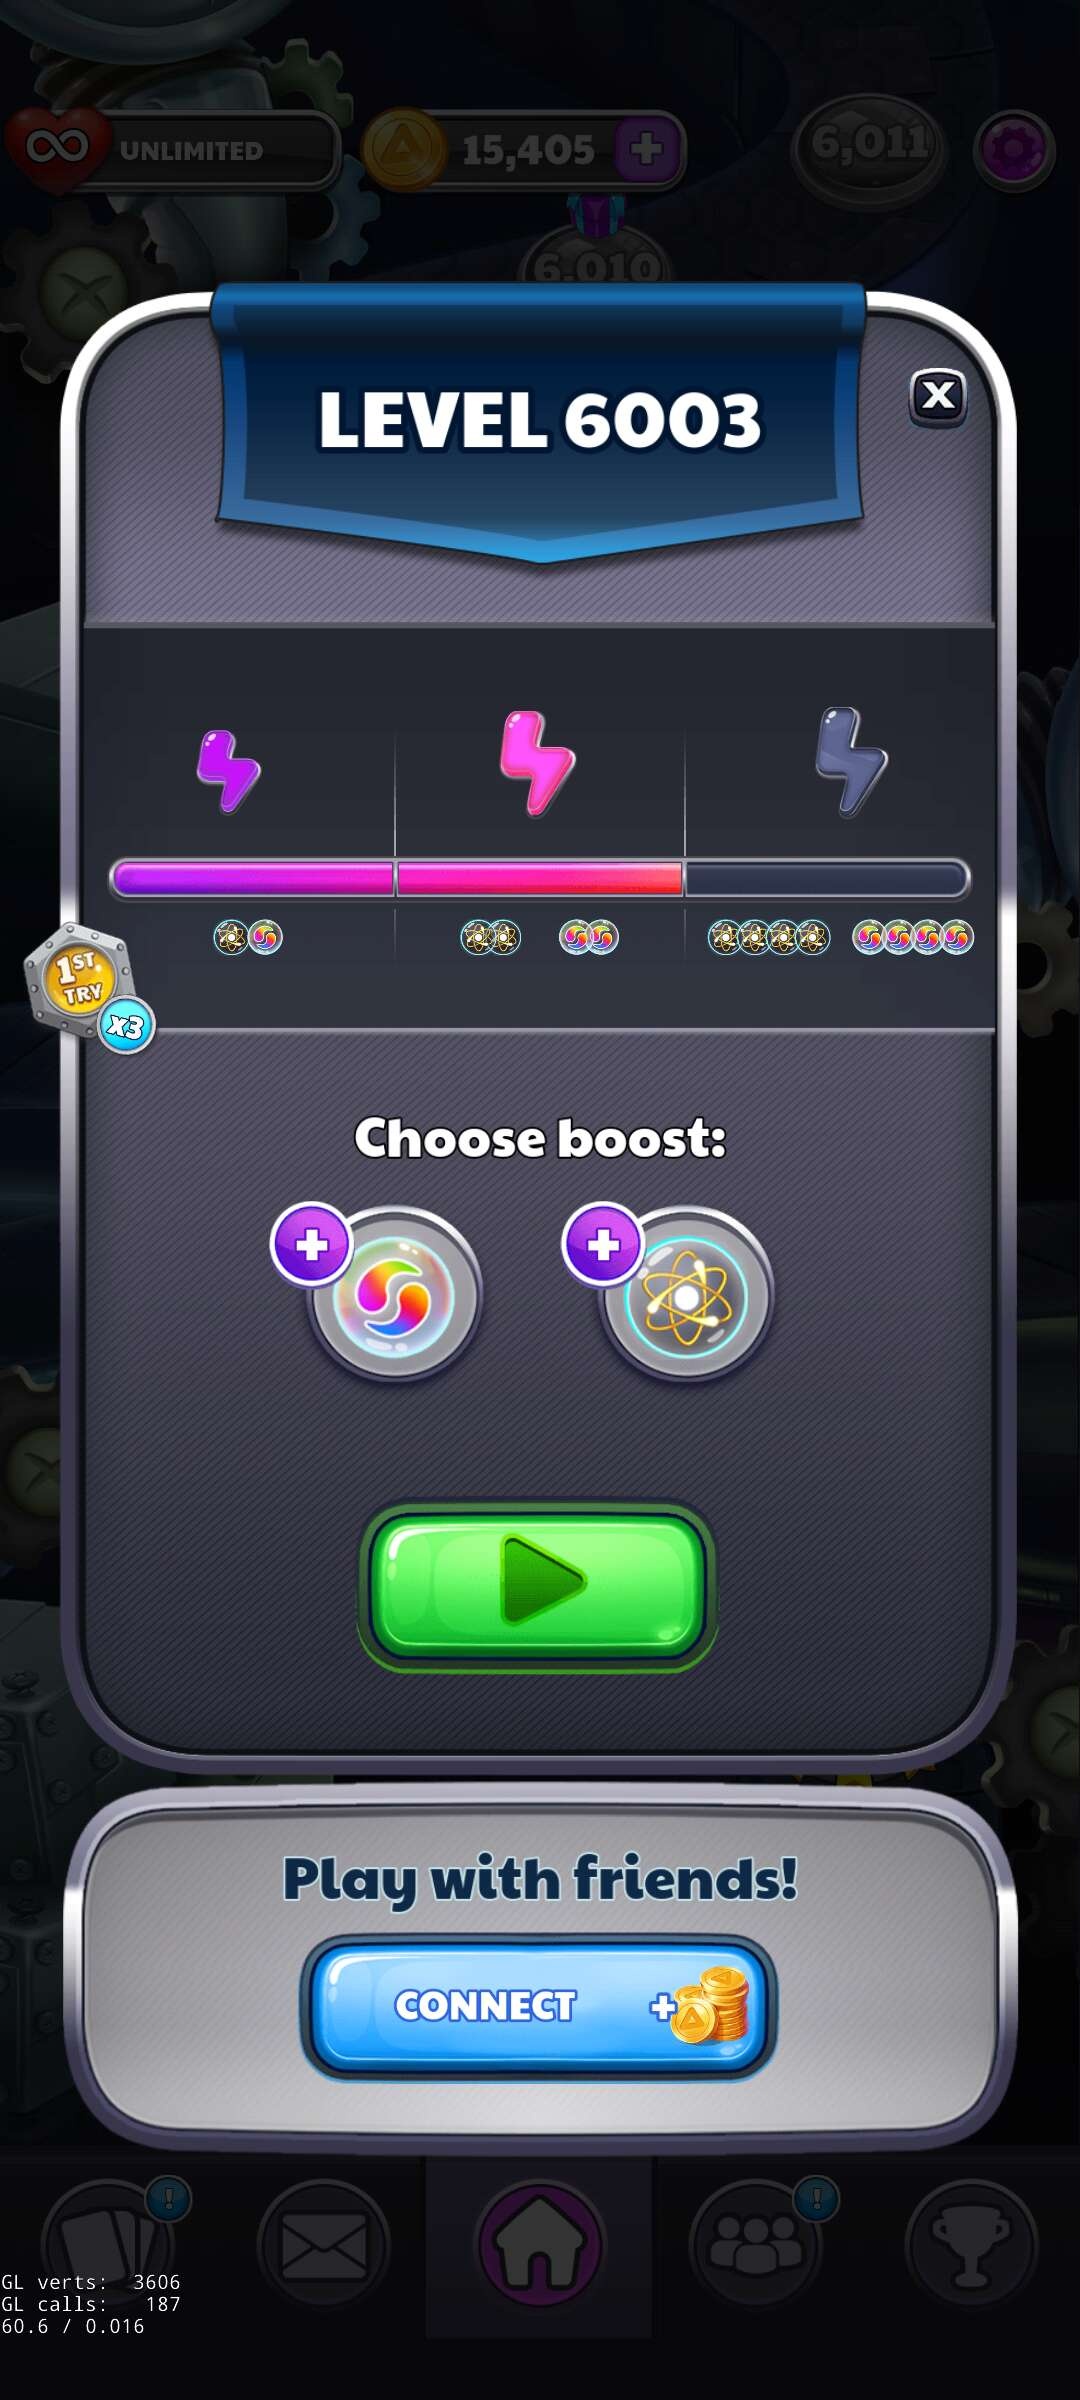 UNLIMITED
15,405
6,011
6,010
LEVEL 6003
X
1ST
TRY
x3
Choose boost:
Play with friends!
CONNECT +
GL verts: 3606
GL calls: 187
60.6 / 0.016